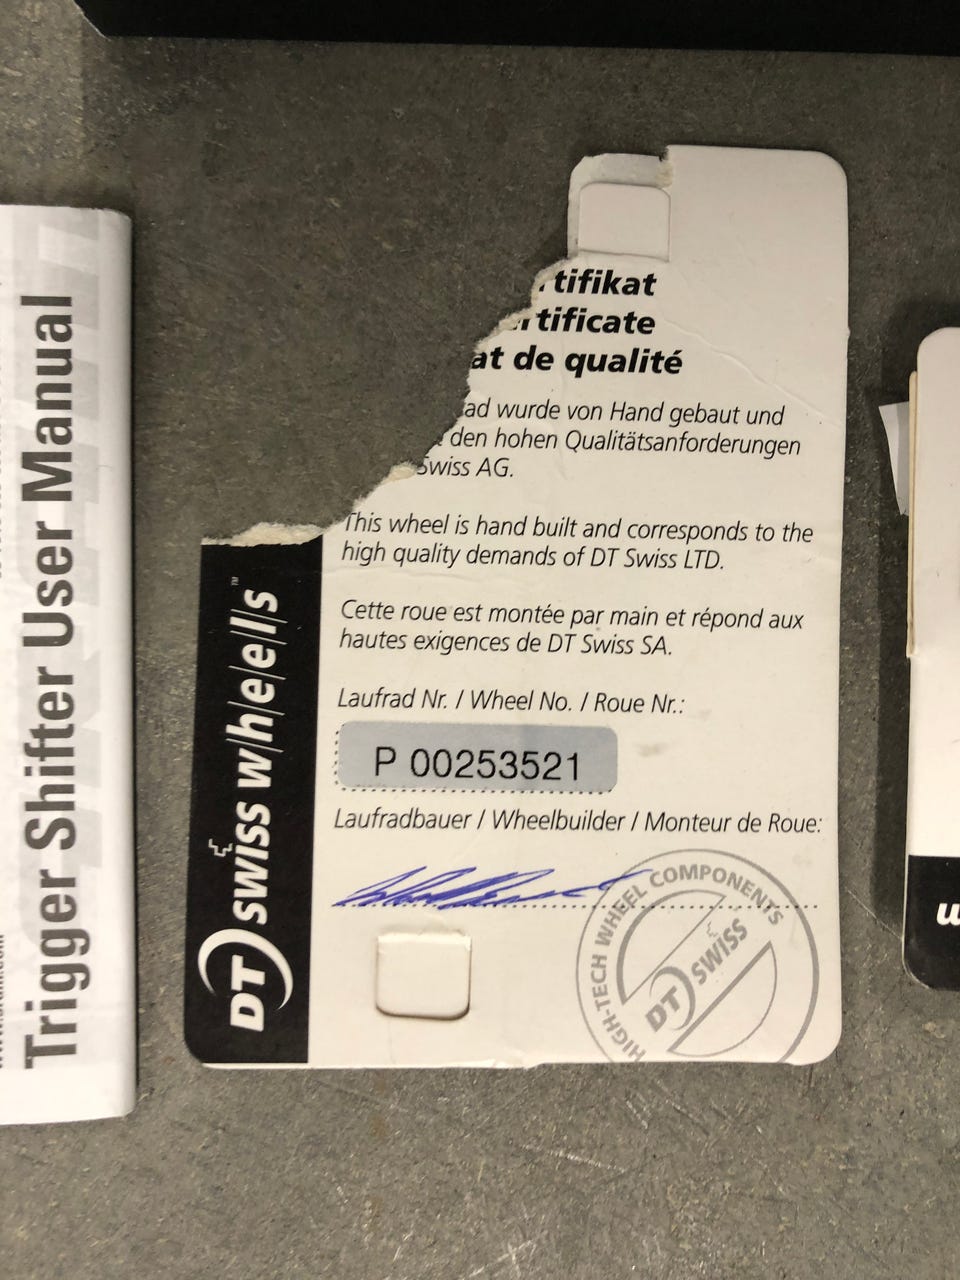 Trigger Shifter User Manual
tifikat
rtificate
at de qualité
ad wurde von Hand gebaut und
den hohen Qualitätsanforderungen
Swiss AG.
This wheel is hand built and corresponds to the
high quality demands of DT Swiss LTD.
Cette roue est montée par main et répond aux
hautes exigences de DT Swiss SA.
Laufrad Nr. / Wheel No. / Roue Nr.:
P 00253521
Laufradbauer / Wheelbuilder / Monteur de Roue:
DT swiss w/h/e/e/l/s™
HIGH-TECH WHEEL COMPONENTS
DT SWISS